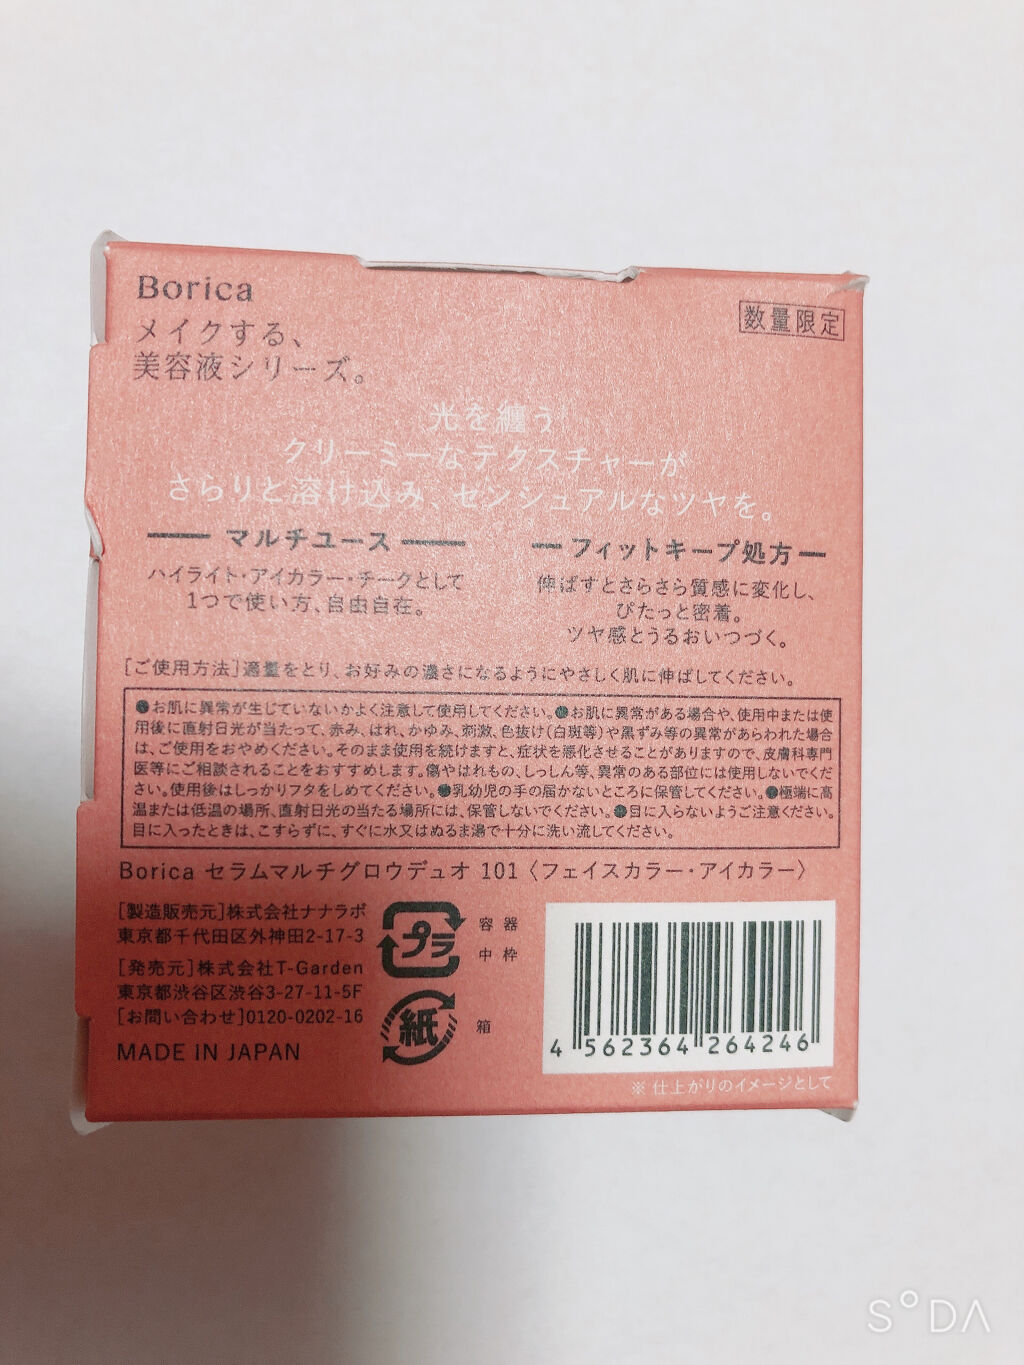 Borica
メイクする、
美容液シリーズ。
数量限定
光を纏う
クリーミーなテクスチャーが
さらりと溶け込み、センシュアルなツヤを。
マルチユース
ハイライト・アイカラー・チークとして
1つで使い方、自由自在。
フィットキープ処方
伸ばすとさらさら質感に変化し、
ぴたっと密着。
ツヤ感とうるおいつづく。
[ご使用方法]適量をとり、お好みの濃さになるようにやさしく肌に伸ばしてください。
●お肌に異常が生じていないかよく注意して使用してください。●お肌に異常がある場合や、使用中または使
用後に直射日光が当たって、赤み、はれ、かゆみ、刺激、色抜け(白斑等)や黒ずみ等の異常があらわれた場合
は、ご使用をおやめください。そのまま使用を続けますと、症状を悪化させることがありますので、皮膚科専門
医等にご相談されることをおすすめします。傷やはれもの、しっしん等、異常のある部位には使用しないでくだ
さい。使用後はしっかりフタをしめてください。●乳幼児の手の届かないところに保管してください。●極端に高
温または低温の場所、直射日光の当たる場所には、保管しないでください。●目に入らないようご注意ください。
目に入ったときは、こすらずに、すぐに水又はぬるま湯で十分に洗い流してください。
Borica セラムマルチグロウデュオ 101〈フェイスカラー・アイカラー〉
[製造販売元]株式会社ナナラボ
東京都千代田区外神田2-17-3
[発売元]株式会社T-Garden
東京都渋谷区渋谷3-27-11-5F
[お問い合わせ]0120-0202-16
MADE IN JAPAN
プラ
容器
中枠
紙
箱
4 562364 264246
※仕上がりのイメージとして
SODA